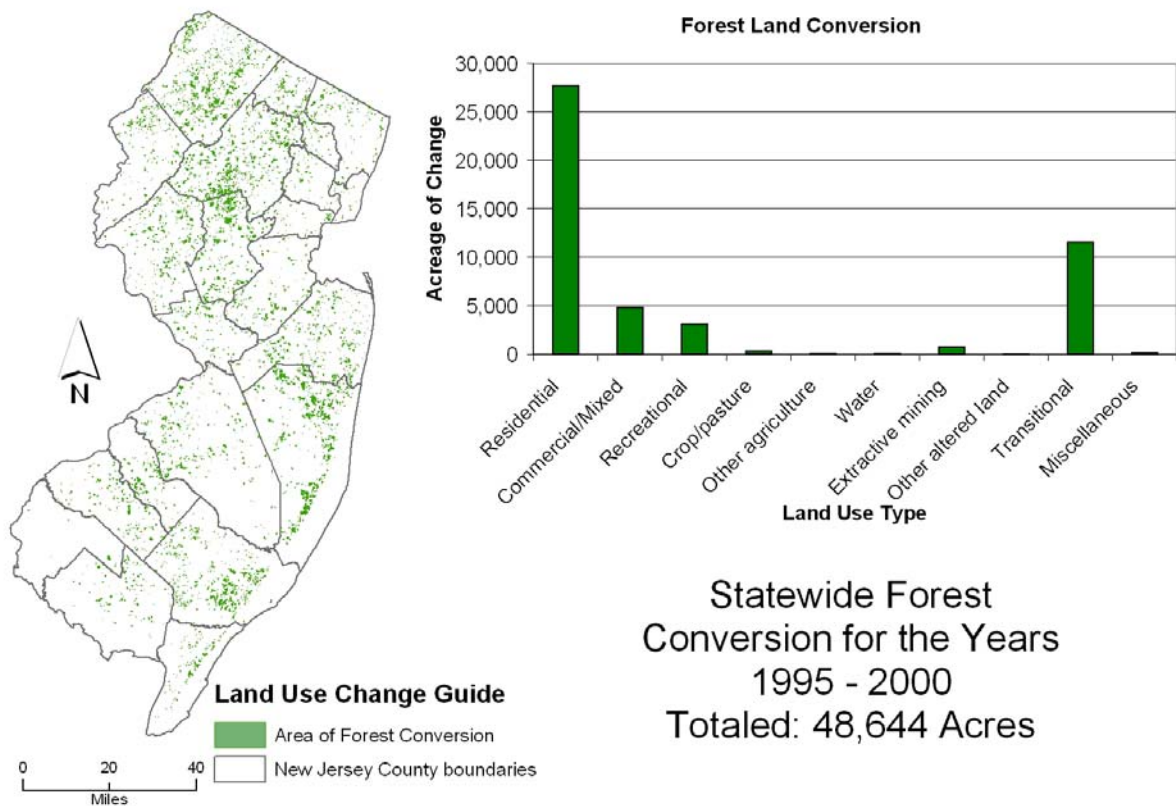 Forest Land Conversion
30,000
25,000
20,000
15,000
10,000
5,000
0
Acreage of Change
Residential
Commercial/Mixed
Recreational
Crop/pasture
Other agriculture
Water
Extractive mining
Other altered land
Transitional
Miscellaneous
Land Use Type
N
Statewide Forest
Conversion for the Years
1995 - 2000
Totaled: 48,644 Acres
Land Use Change Guide
Area of Forest Conversion
New Jersey County boundaries
0 20 40
Miles